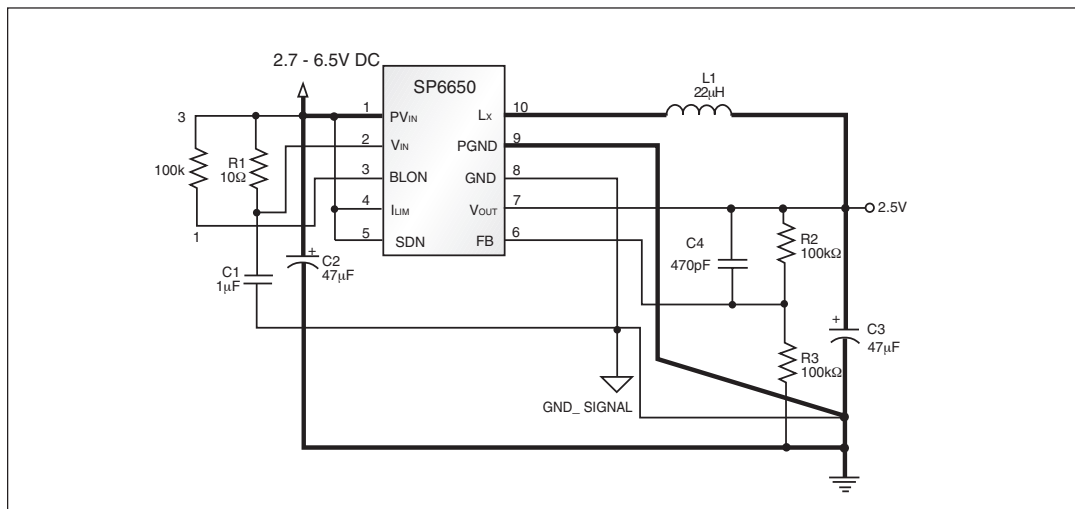 2.7 - 6.5V DC
SP6650
L1
22μH
3
1
PVIN
LX
10
100k
R1
10Ω
2
VIN
PGND
9
3
BLON
GND
8
4
ILIM
VOUT
7
2.5V
1
5
SDN
FB
6
C4
470pF
R2
100kΩ
C1
1μF
+
C2
47μF
+
C3
47μF
R3
100kΩ
GND_ SIGNAL